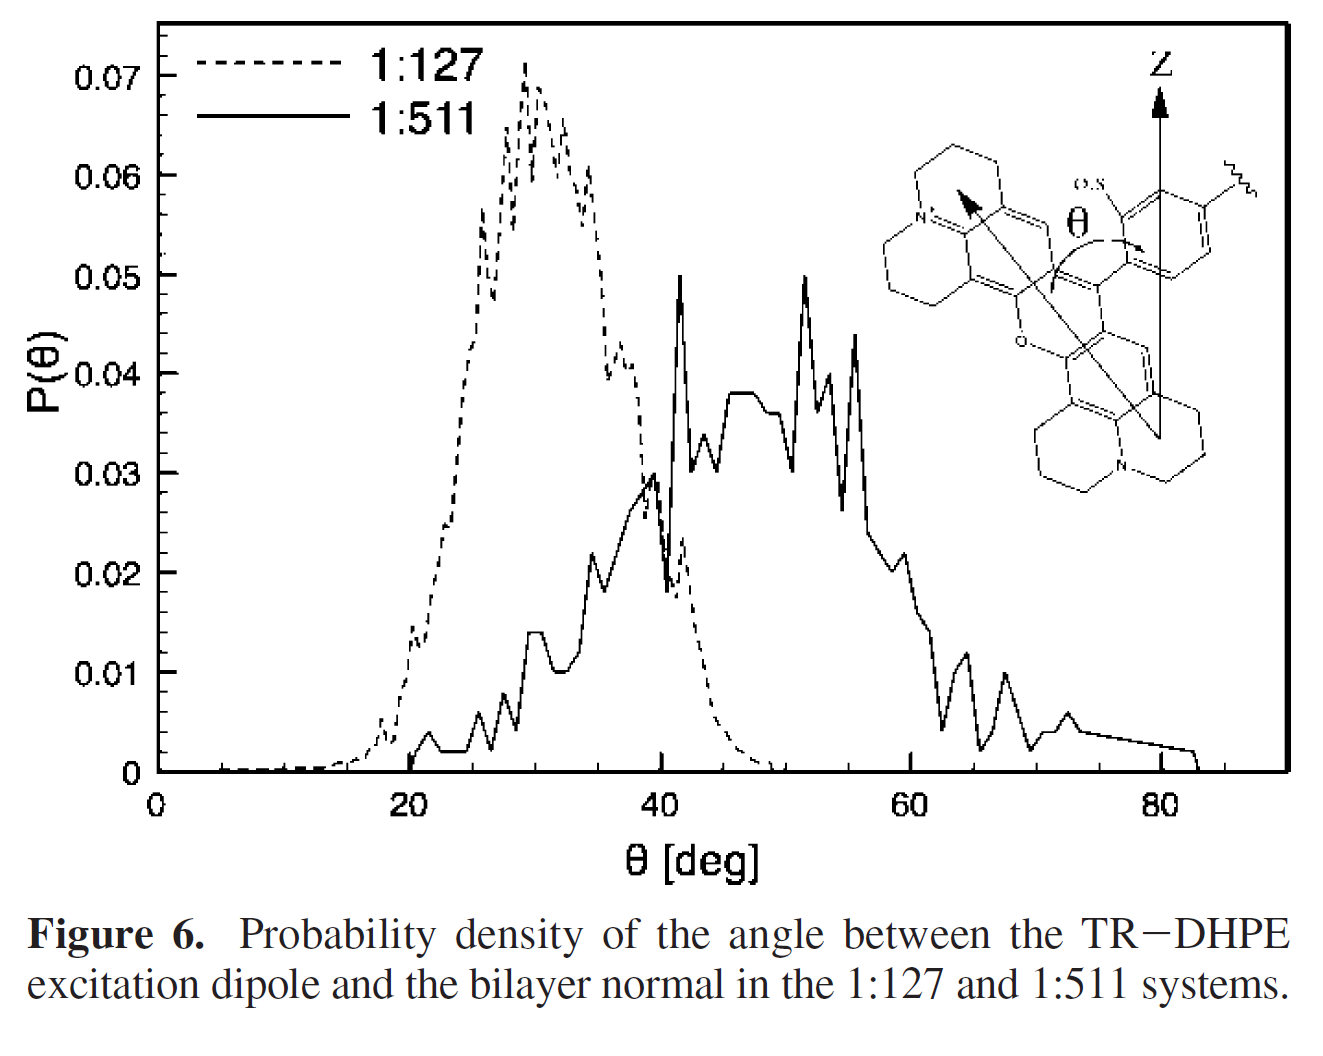 1:127
1:511
0.07
0.06
0.05
0.04
0.03
0.02
0.01
0
P(θ)
0
20
40
60
80
θ [deg]
Z
O₃S
θ
N⁺
O
N
Figure 6. Probability density of the angle between the TR−DHPE
excitation dipole and the bilayer normal in the 1:127 and 1:511 systems.